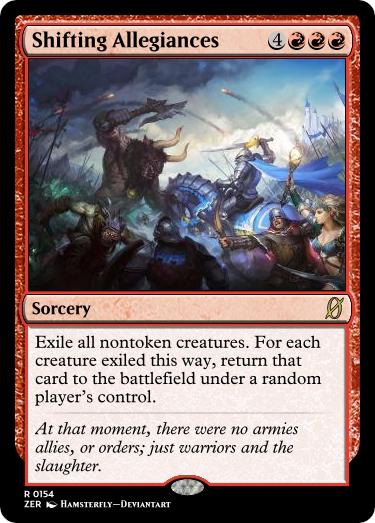 Shifting Allegiances 4
Sorcery
Exile all nontoken creatures. For each
creature exiled this way, return that
card to the battlefield under a random
player's control.
At that moment, there were no armies
allies, or orders; just warriors and the
slaughter.
R 0154
ZER Hamsterfly—Deviantart